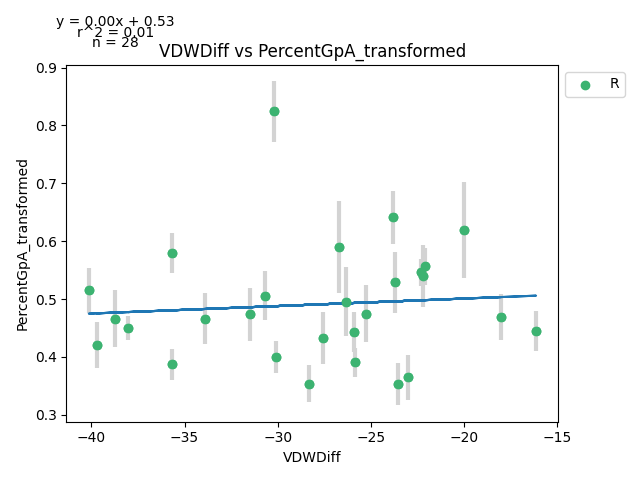 y = 0.00x + 0.53
r^2 = 0.01
n = 28
VDWDiff vs PercentGpA_transformed
R
0.9
0.8
0.7
0.6
0.5
0.4
0.3
PercentGpA_transformed
−40
−35
−30
−25
−20
−15
VDWDiff